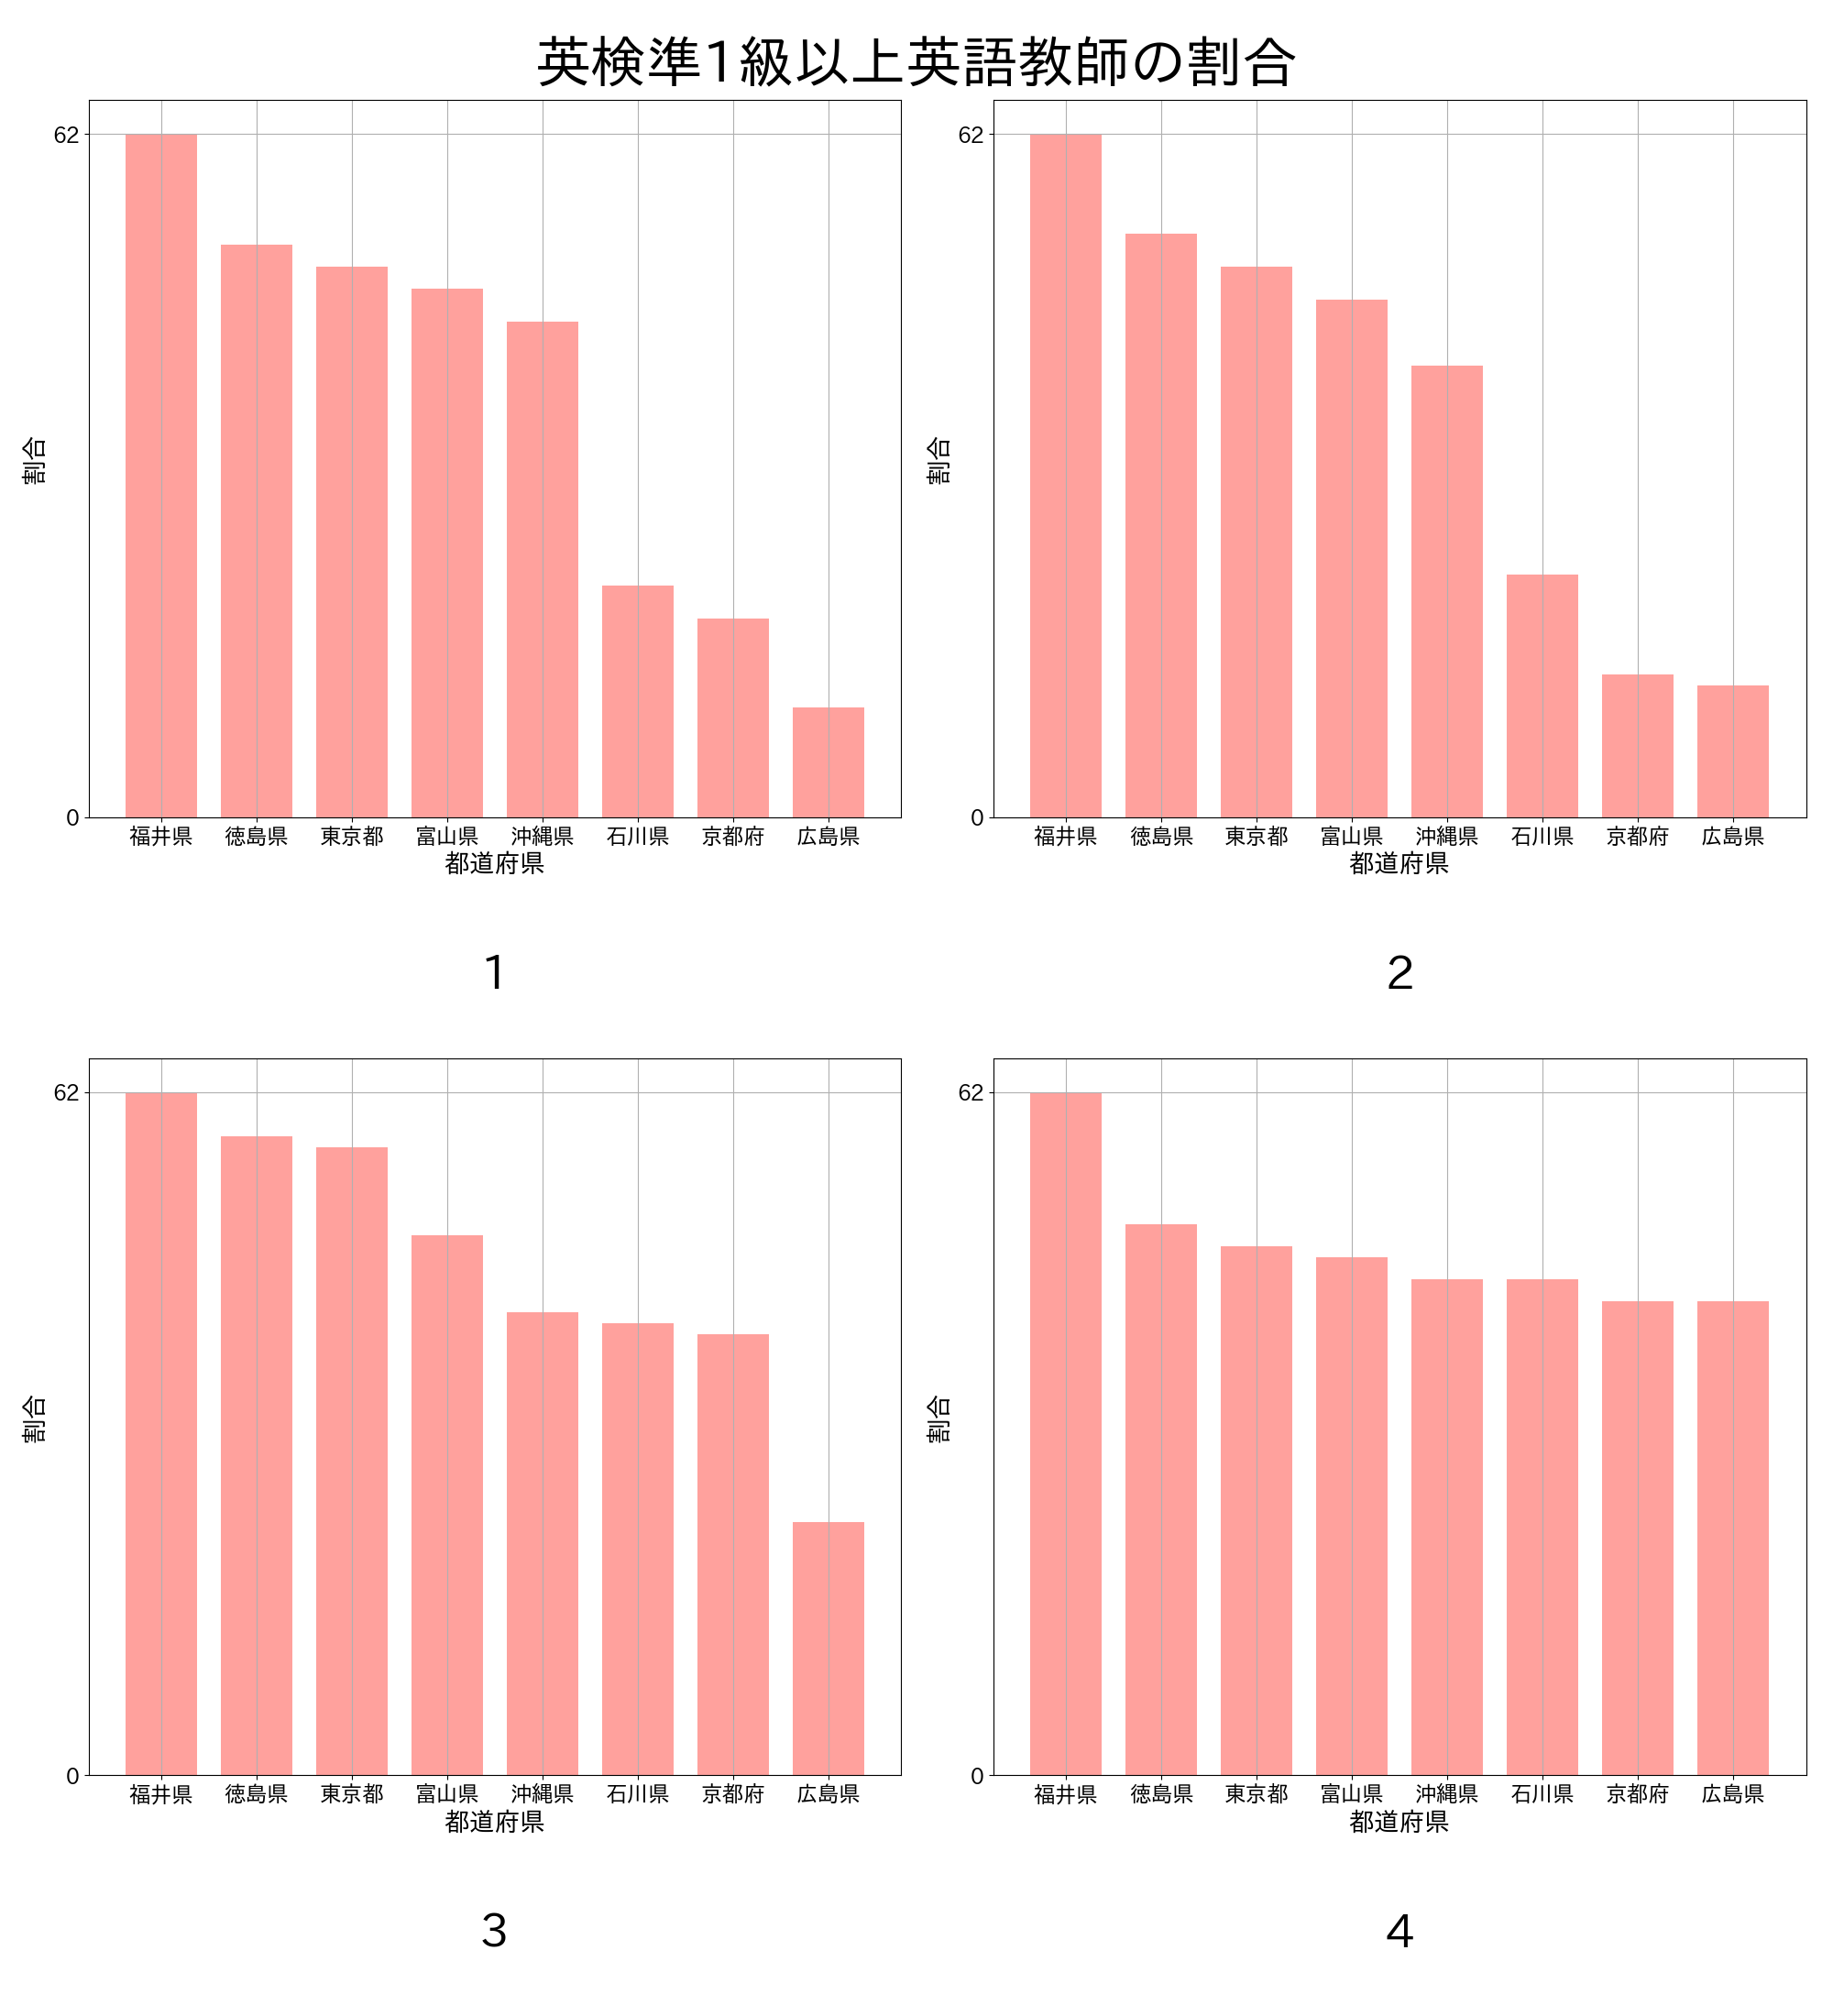 英検準1級以上英語教師の割合
62
0
割合
福井県 徳島県 東京都 富山県 沖縄県 石川県 京都府 広島県
都道府県
1
62
0
割合
福井県 徳島県 東京都 富山県 沖縄県 石川県 京都府 広島県
都道府県
2
62
0
割合
福井県 徳島県 東京都 富山県 沖縄県 石川県 京都府 広島県
都道府県
3
62
0
割合
福井県 徳島県 東京都 富山県 沖縄県 石川県 京都府 広島県
都道府県
4